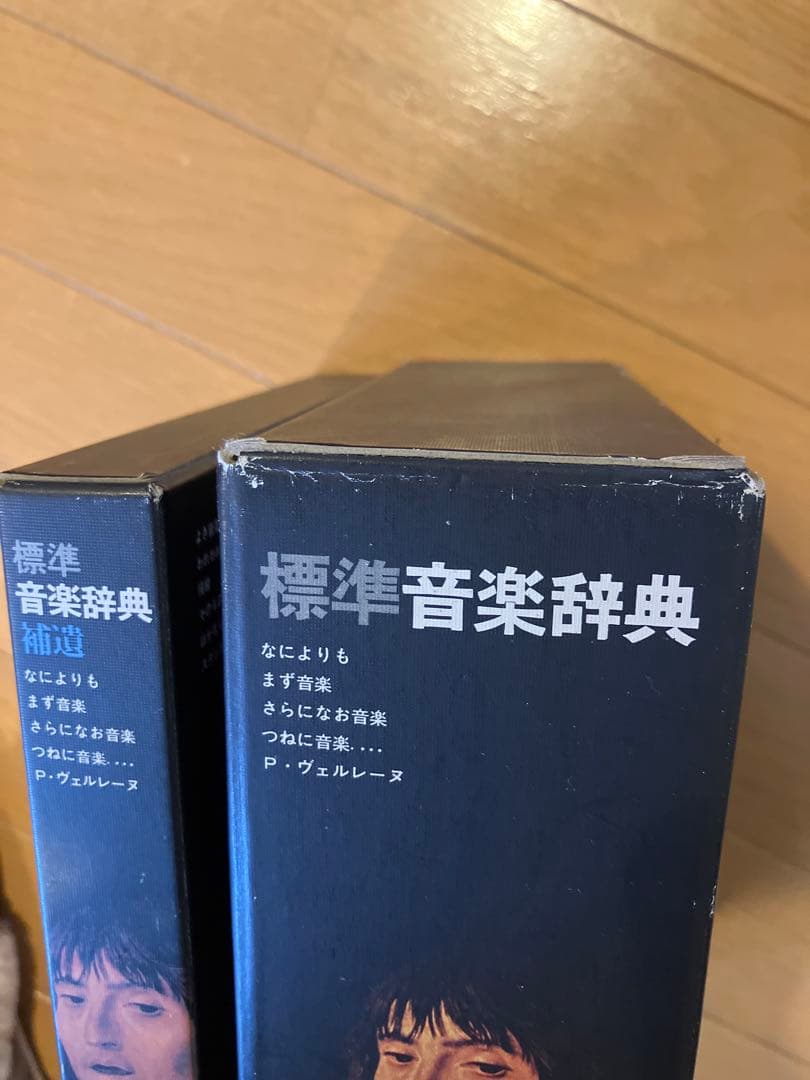 標準
音楽辞典
補遺
なによりも
まず音楽
さらになお音楽
つねに音楽‥‥
P・ヴェルレーヌ
標準音楽辞典
なによりも
まず音楽
さらになお音楽
つねに音楽‥‥
P・ヴェルレーヌ